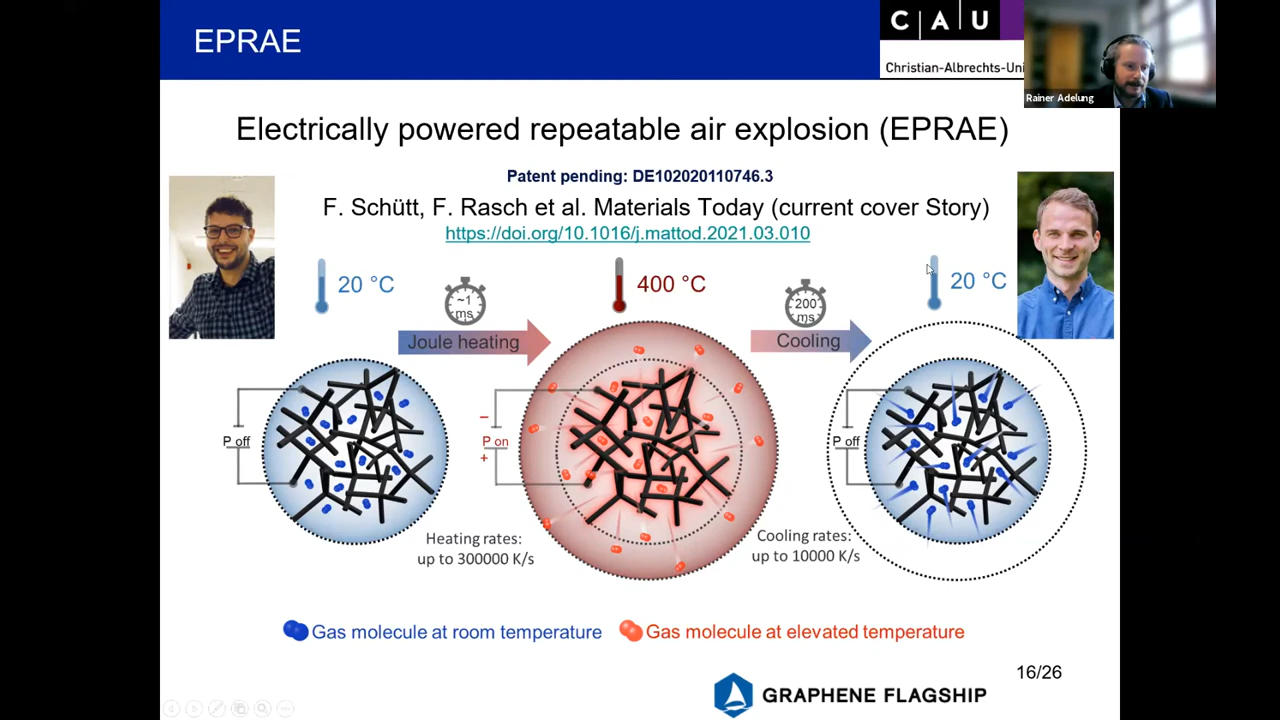 EPRAE
C A U
Christian-Albrechts-Uni
Rainer Adelung
Electrically powered repeatable air explosion (EPRAE)
Patent pending: DE102020110746.3
F. Schütt, F. Rasch et al. Materials Today (current cover Story)
https://doi.org/10.1016/j.mattod.2021.03.010
20 °C
~1 ms
400 °C
200 ms
20 °C
Joule heating
Cooling
P off
P on
P off
Heating rates:
up to 300000 K/s
Cooling rates:
up to 10000 K/s
Gas molecule at room temperature
Gas molecule at elevated temperature
16/26
GRAPHENE FLAGSHIP